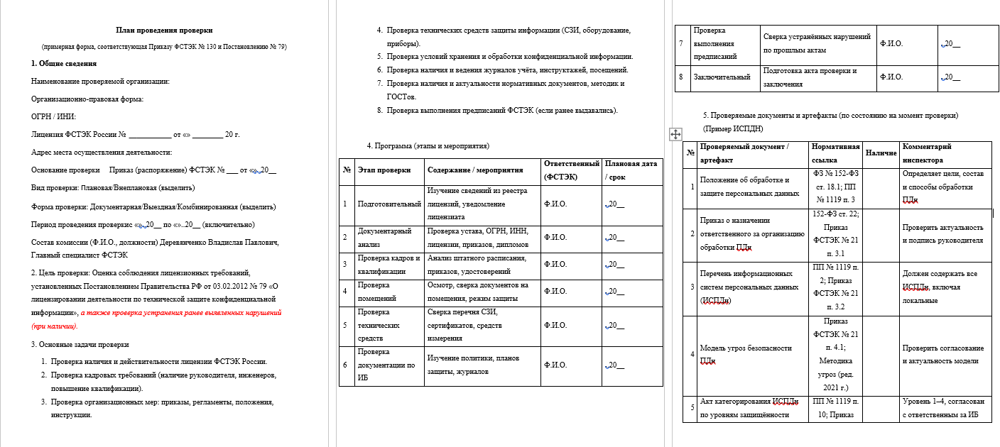 План проведения проверки
(примерная форма, соответствующая Приказу ФСТЭК № 130 и Постановлению № 79)
1. Общие сведения
Наименование проверяемой организации:
Организационно-правовая форма:
ОГРН / ИНН:
Лицензия ФСТЭК России № ____________ от «» _________ 20 г.
Адрес места осуществления деятельности:
Основание проверки Приказ (распоряжение) ФСТЭК № ___ от «»._.20__
Вид проверки: Плановая/Внеплановая (выделить)
Форма проверки: Документарная/Выездная/Комбинированная (выделить)
Период проведения проверкис «»._.20__ по «»..20__ (включительно)
Состав комиссии (Ф.И.О., должности) Деревянченко Владислав Павлович,
Главный специалист ФСТЭК
2. Цель проверки: Оценка соблюдения лицензионных требований,
установленных Постановлением Правительства РФ от 03.02.2012 № 79 «О
лицензировании деятельности по технической защите конфиденциальной
информации», а также проверка устранения ранее выявленных нарушений
(при наличии).
3. Основные задачи проверки
1. Проверка наличия и действительности лицензии ФСТЭК России.
2. Проверка кадровых требований (наличие руководителя, инженеров,
повышение квалификации).
3. Проверка организационных мер: приказы, регламенты, положения,
инструкции.
4. Проверка технических средств защиты информации (СЗИ, оборудование,
приборы).
5. Проверка условий хранения и обработки конфиденциальной информации.
6. Проверка наличия и ведения журналов учёта, инструктажей, посещений.
7. Проверка наличия и актуальности нормативных документов, методик и
ГОСТов.
8. Проверка выполнения предписаний ФСТЭК (если ранее выдавались).
4. Программа (этапы и мероприятия)
№ Этап проверки Содержание / мероприятия Ответственный (ФСТЭК) Плановая дата / срок
1 Подготовительный Изучение сведений из реестра лицензий, уведомление лицензиата Ф.И.О. ._.20__
2 Документарный анализ Проверка устава, ОГРН, ИНН, лицензии, приказов, дипломов Ф.И.О. ._.20__
3 Проверка кадров и квалификации Анализ штатного расписания, приказов, удостоверений Ф.И.О. ._.20__
4 Проверка помещений Осмотр, сверка документов на помещения, режим защиты Ф.И.О. ._.20__
5 Проверка технических средств Сверка перечня СЗИ, сертификатов, средств измерения Ф.И.О. ._.20__
6 Проверка документации по ИБ Изучение политики, планов защиты, журналов Ф.И.О. ._.20__
7 Проверка выполнения предписаний Сверка устранённых нарушений по прошлым актам Ф.И.О. ._.20__
8 Заключительный Подготовка акта проверки и заключения Ф.И.О. ._.20__
5. Проверяемые документы и артефакты (по состоянию на момент проверки)
(Пример ИСПДН)
№ Проверяемый документ / артефакт Нормативная ссылка Наличие Комментарий инспектора
1 Положение об обработке и защите персональных данных ФЗ № 152-ФЗ ст. 18.1; ПП № 1119 п. 3 Определяет цели, состав и способы обработки ПДн
2 Приказ о назначении ответственного за организацию обработки ПДн 152-ФЗ ст. 22; Приказ ФСТЭК № 21 п. 3.1 Проверить актуальность и подпись руководителя
3 Перечень информационных систем персональных данных (ИСПДн) ПП № 1119 п. 2; Приказ ФСТЭК № 21 п. 3.2 Должен содержать все ИСПДн, включая локальные
4 Модель угроз безопасности ПДн Приказ ФСТЭК № 21 п. 4.1; Методика угроз (ред. 2021 г.) Проверить согласование и актуальность модели
5 Акт категорирования ИСПДн по уровням защищённости ПП № 1119 п. 10; Приказ Уровень 1–4, согласован с ответственным за ИБ